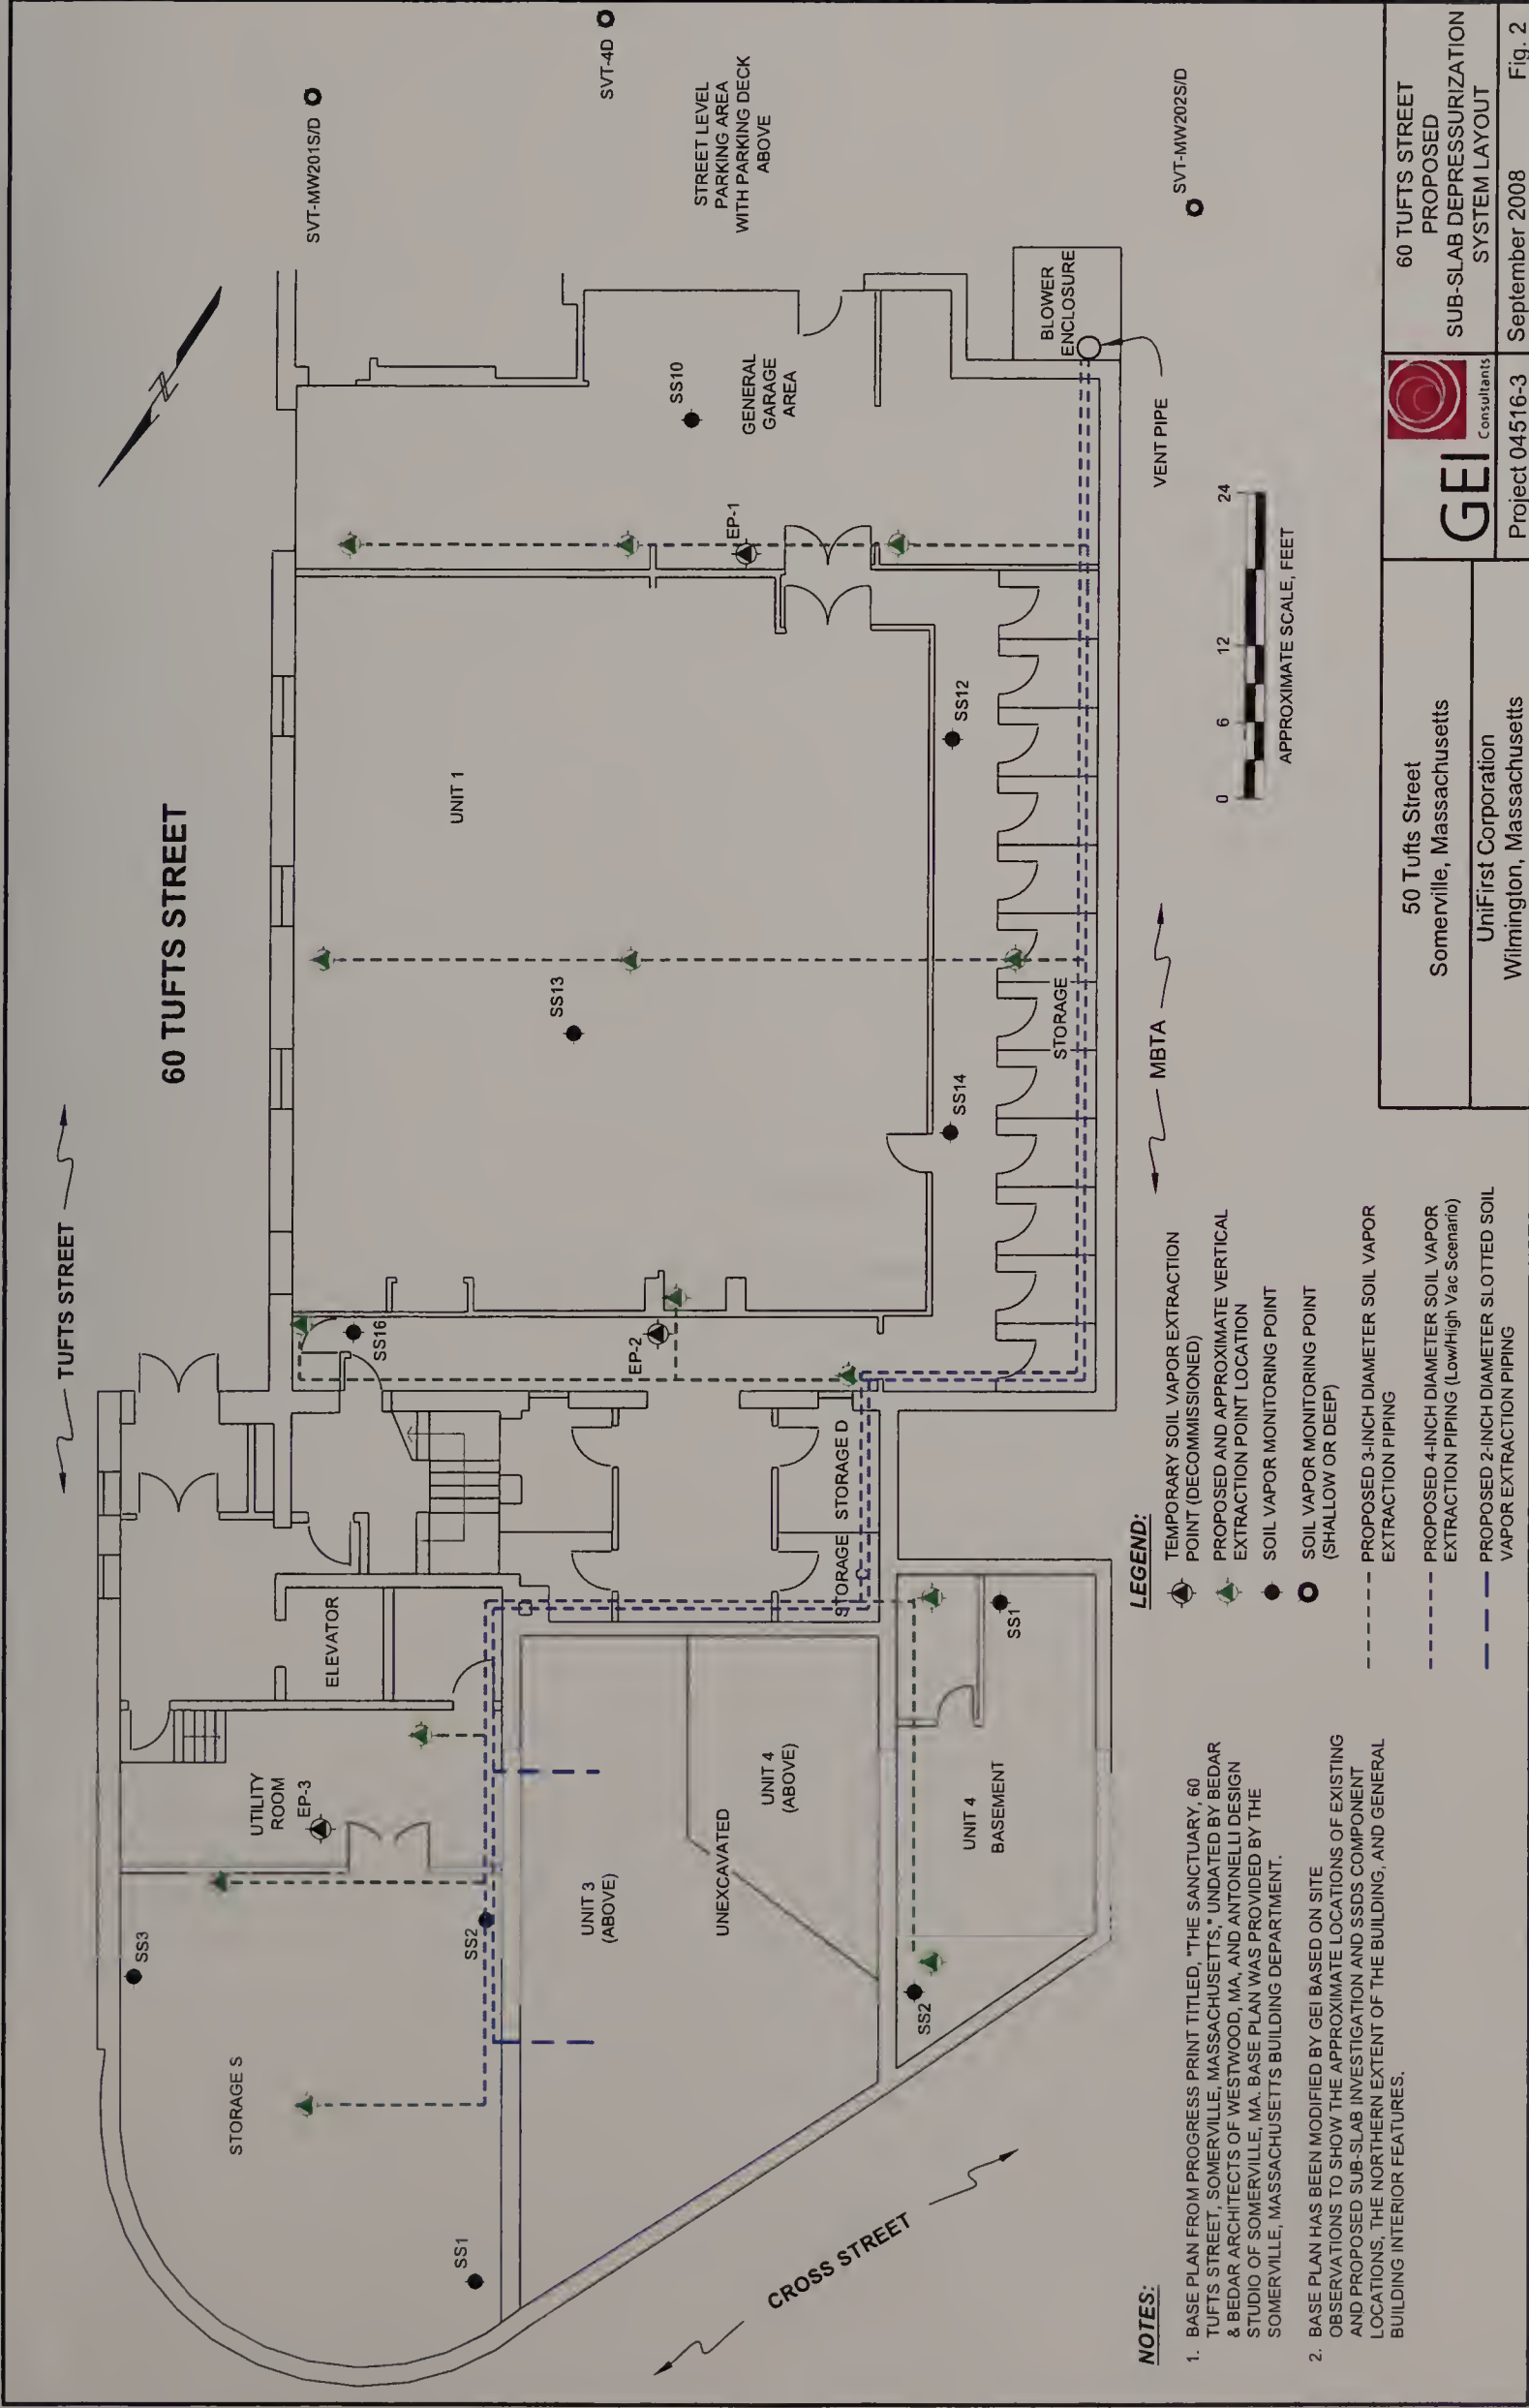 TUFTS STREET
60 TUFTS STREET
SVT-MW201S/D
SVT-4D
STREET LEVEL
PARKING AREA
WITH PARKING DECK
ABOVE
SVT-MW202S/D
STORAGE S
SS3
SS1
SS2
UTILITY
ROOM
EP-3
ELEVATOR
UNIT 3
(ABOVE)
UNEXCAVATED
UNIT 4
(ABOVE)
UNIT 4
BASEMENT
SS2
SS1
STORAGE
STORAGE D
SS16
EP-2
SS13
UNIT 1
SS14
SS12
STORAGE
EP-1
SS10
GENERAL
GARAGE
AREA
BLOWER
ENCLOSURE
VENT PIPE
CROSS STREET
MBTA
0 6 12 24
APPROXIMATE SCALE, FEET
NOTES:
1. BASE PLAN FROM PROGRESS PRINT TITLED, "THE SANCTUARY, 60
TUFTS STREET, SOMERVILLE, MASSACHUSETTS," UNDATED BY BEDAR
& BEDAR ARCHITECTS OF WESTWOOD, MA, AND ANTONELLI DESIGN
STUDIO OF SOMERVILLE, MA. BASE PLAN WAS PROVIDED BY THE
SOMERVILLE, MASSACHUSETTS BUILDING DEPARTMENT.
2. BASE PLAN HAS BEEN MODIFIED BY GEI BASED ON SITE
OBSERVATIONS TO SHOW THE APPROXIMATE LOCATIONS OF EXISTING
AND PROPOSED SUB-SLAB INVESTIGATION AND SSDS COMPONENT
LOCATIONS, THE NORTHERN EXTENT OF THE BUILDING, AND GENERAL
BUILDING INTERIOR FEATURES.
LEGEND:
TEMPORARY SOIL VAPOR EXTRACTION
POINT (DECOMMISSIONED)
PROPOSED AND APPROXIMATE VERTICAL
EXTRACTION POINT LOCATION
SOIL VAPOR MONITORING POINT
SOIL VAPOR MONITORING POINT
(SHALLOW OR DEEP)
PROPOSED 3-INCH DIAMETER SOIL VAPOR
EXTRACTION PIPING
PROPOSED 4-INCH DIAMETER SOIL VAPOR
EXTRACTION PIPING (Low/High Vac Scenario)
PROPOSED 2-INCH DIAMETER SLOTTED SOIL
VAPOR EXTRACTION PIPING
50 Tufts Street
Somerville, Massachusetts
UniFirst Corporation
Wilmington, Massachusetts
GEI Consultants
Project 04516-3
60 TUFTS STREET
PROPOSED
SUB-SLAB DEPRESSURIZATION
SYSTEM LAYOUT
September 2008 Fig. 2